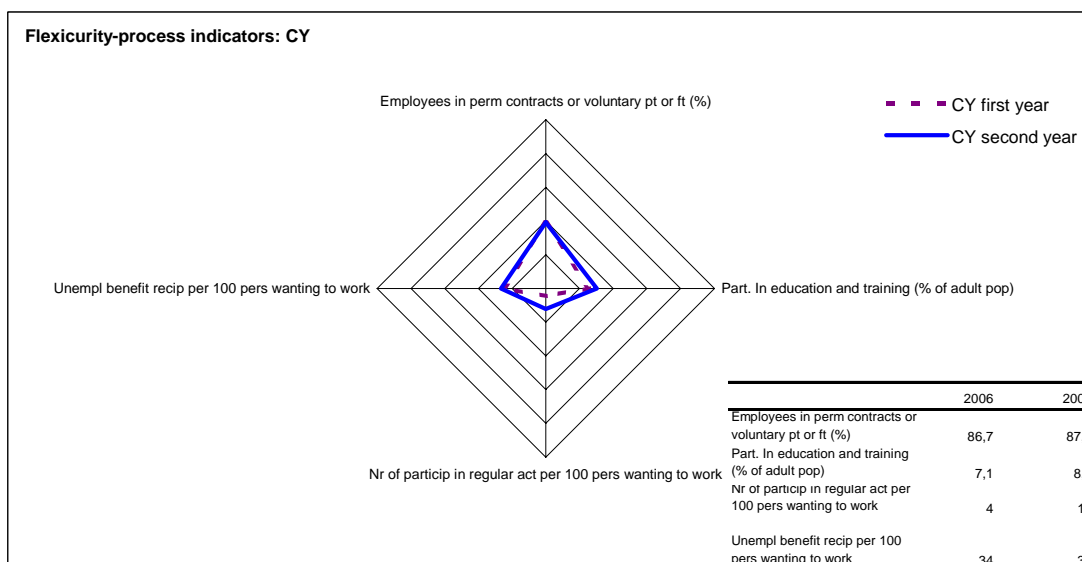 Flexicurity-process indicators: CY
Employees in perm contracts or voluntary pt or ft (%)
CY first year
CY second year
Unempl benefit recip per 100 pers wanting to work
Part. In education and training (% of adult pop)
Nr of particip in regular act per 100 pers wanting to work
2006
Employees in perm contracts or
voluntary pt or ft (%) 86,7
Part. In education and training
(% of adult pop) 7,1
Nr of particip in regular act per
100 pers wanting to work 4
Unempl benefit recip per 100
pers wanting to work 34